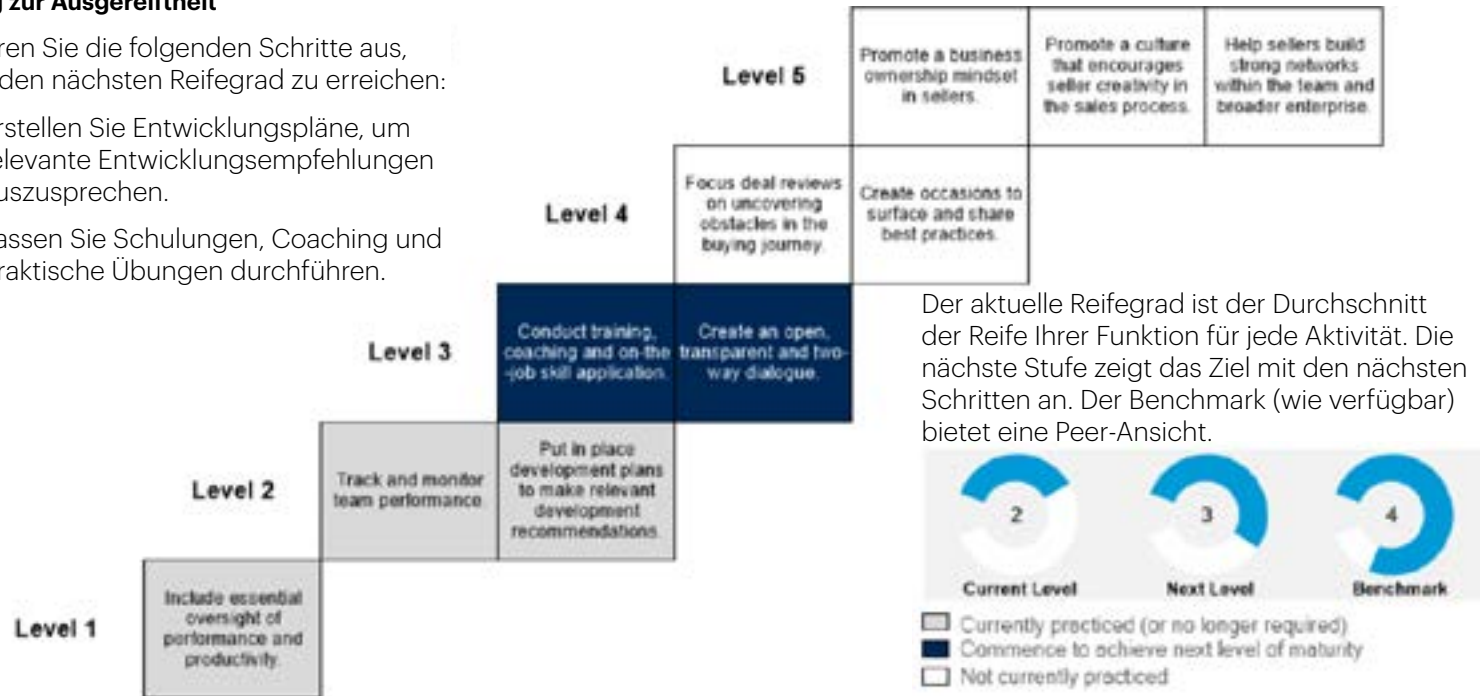 g zur Ausgereiftheit
ren Sie die folgenden Schritte aus,
den nächsten Reifegrad zu erreichen:
rstellen Sie Entwicklungspläne, um
elevante Entwicklungsempfehlungen
uszusprechen.
assen Sie Schulungen, Coaching und
raktische Übungen durchführen.
Level 5
Promote a business
ownership mindset
in sellers.
Promote a culture
that encourages
seller creativity in
the sales process.
Help sellers build
strong networks
within the team and
broader enterprise.
Level 4
Focus deal reviews
on uncovering
obstacles in the
buying journey.
Create occasions to
surface and share
best practices.
Level 3
Conduct training,
coaching and on-the
-job skill application.
Create an open,
transparent and two-
way dialogue.
Level 2
Track and monitor
team performance.
Put in place
development plans
to make relevant
development
recommendations.
Level 1
Include essential
oversight of
performance and
productivity.
Der aktuelle Reifegrad ist der Durchschnitt
der Reife Ihrer Funktion für jede Aktivität. Die
nächste Stufe zeigt das Ziel mit den nächsten
Schritten an. Der Benchmark (wie verfügbar)
bietet eine Peer-Ansicht.
2
Current Level
3
Next Level
4
Benchmark
Currently practiced (or no longer required)
Commence to achieve next level of maturity
Not currently practiced